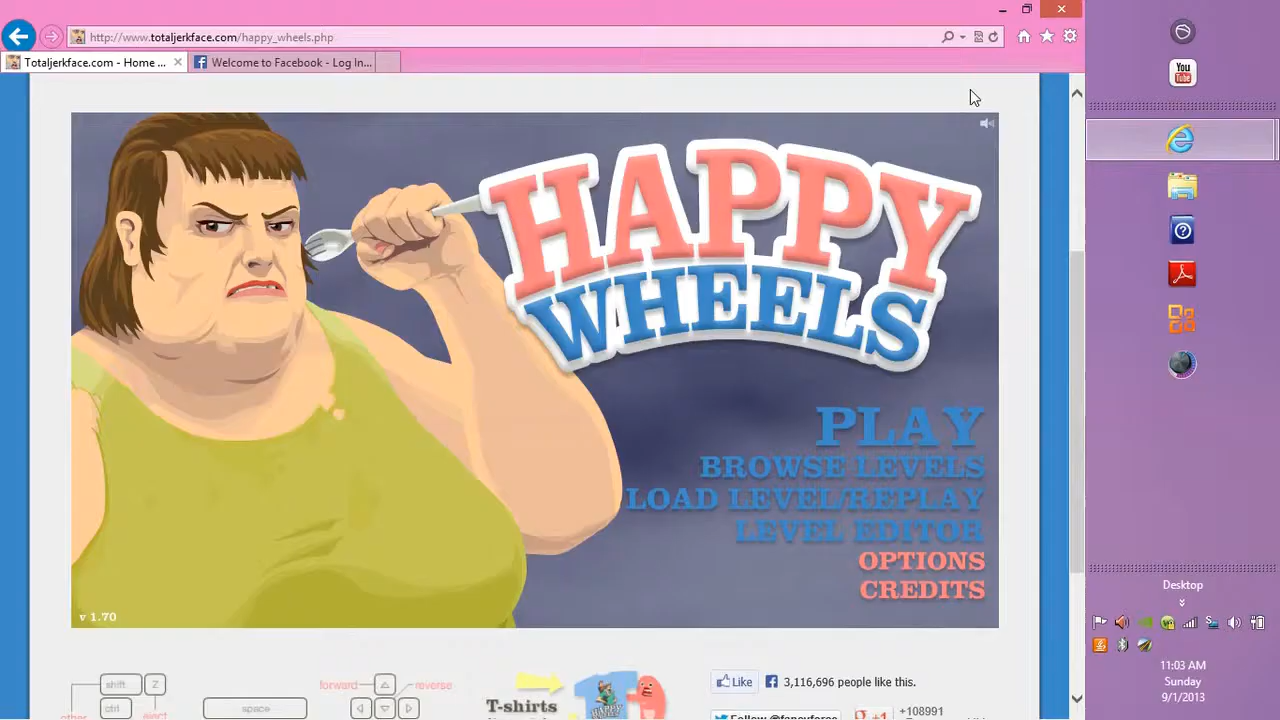 http://www.totaljerkface.com/happy_wheels.php
Totaljerkface.com - Home ...
Welcome to Facebook - Log In...
You
Tube
HAPPY
WHEELS
PLAY
BROWSE LEVELS
LOAD LEVEL/REPLAY
LEVEL EDITOR
OPTIONS
CREDITS
v 1.70
Desktop
11:03 AM
Sunday
9/1/2013
shift
Z
forward
reverse
ctrl
space
T-shirts
Like
3,116,696 people like this.
+108991